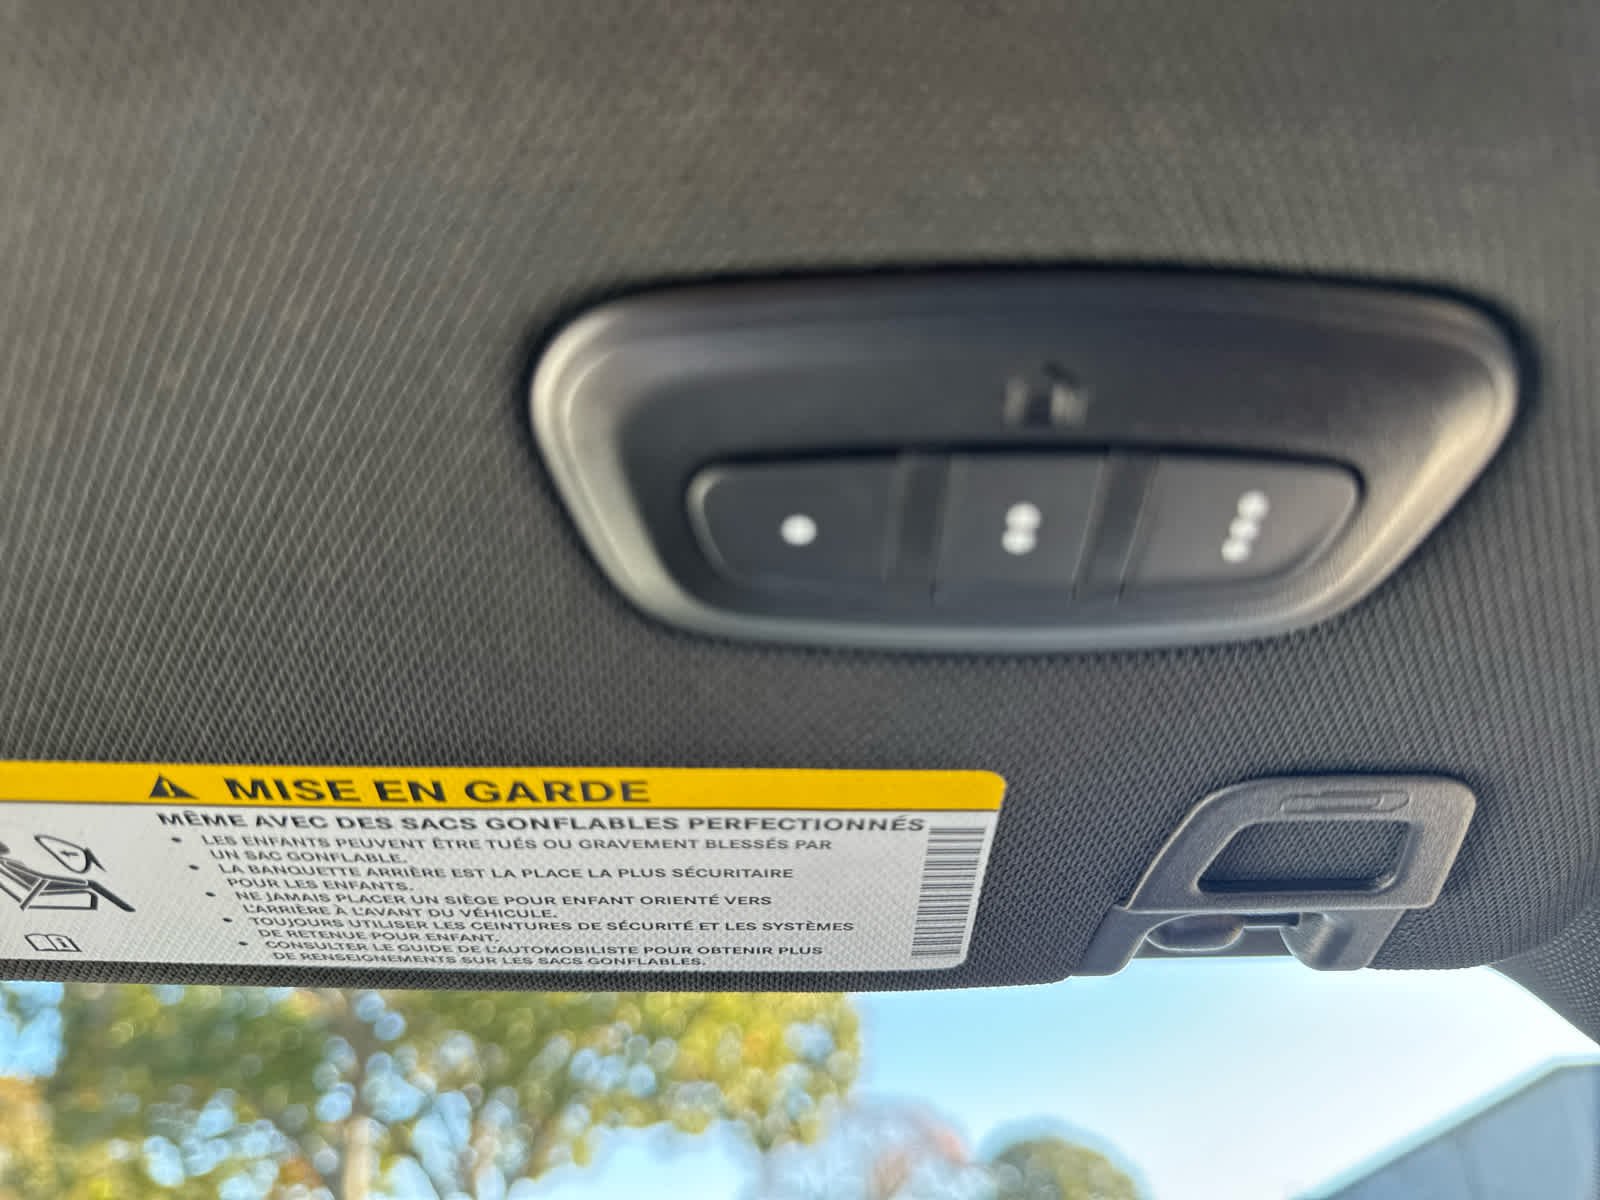 MISE EN GARDE
MÊME AVEC DES SACS GONFLABLES PERFECTIONNÉS
• LES ENFANTS PEUVENT ÊTRE TUÉS OU GRAVEMENT BLESSÉS PAR
UN SAC GONFLABLE.
• LA BANQUETTE ARRIÈRE EST LA PLACE LA PLUS SÉCURITAIRE
POUR LES ENFANTS.
• NE JAMAIS PLACER UN SIÈGE POUR ENFANT ORIENTÉ VERS
L'ARRIÈRE À L'AVANT DU VÉHICULE.
• TOUJOURS UTILISER LES CEINTURES DE SÉCURITÉ ET LES SYSTÈMES
DE RETENUE POUR ENFANT.
• CONSULTER LE GUIDE DE L'AUTOMOBILISTE POUR OBTENIR PLUS
DE RENSEIGNEMENTS SUR LES SACS GONFLABLES.